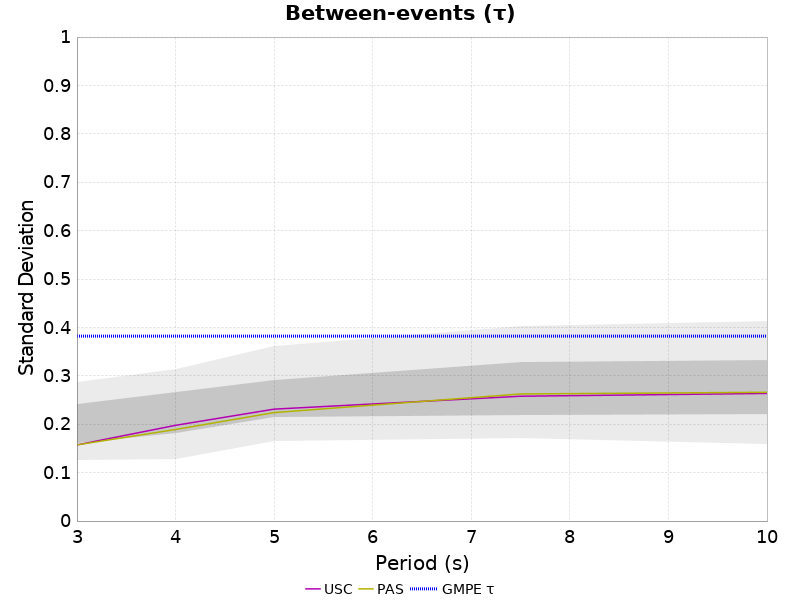 Between-events (τ)
Standard Deviation
1
0.9
0.8
0.7
0.6
0.5
0.4
0.3
0.2
0.1
0
3 4 5 6 7 8 9 10
Period (s)
USC PAS GMPE τ